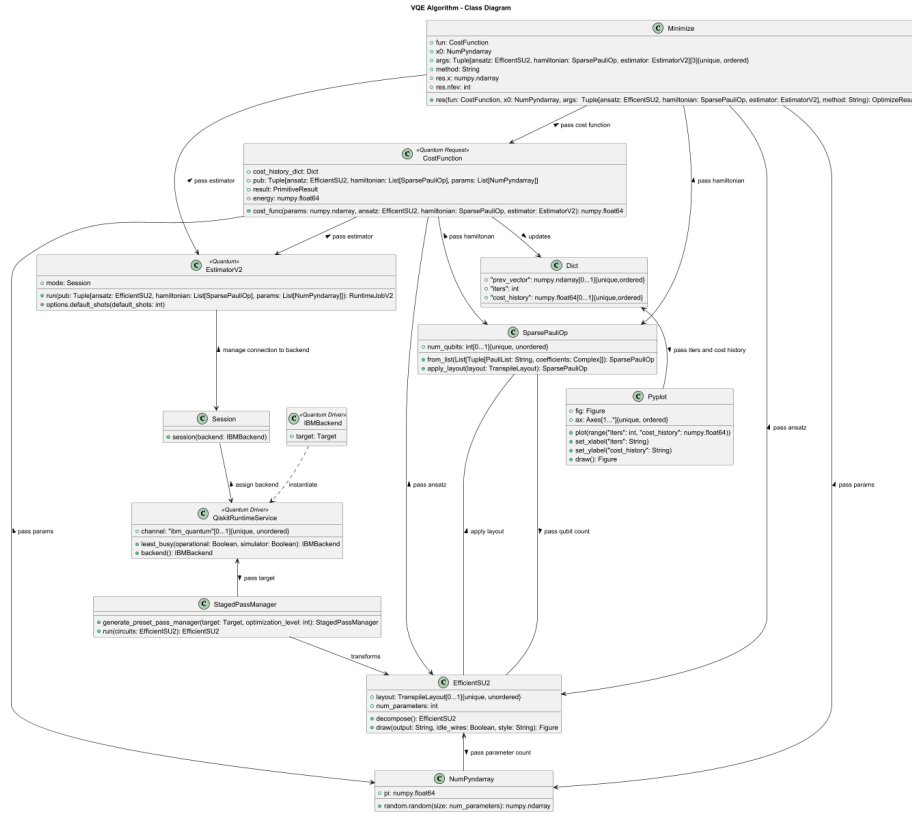 VQE Algorithm - Class Diagram
C Minimize
fun: CostFunction
x0: NumPyndarray
args: Tuple[ansatz: EfficentSU2, hamiltonian: SparsePauliOp, estimator: EstimatorV2][3]{unique, ordered}
method: String
res.x: numpy.ndarray
res.nfev: int
res(fun: CostFunction, x0: NumPyndarray, args: Tuple[ansatz: EfficentSU2, hamiltonian: SparsePauliOp, estimator: EstimatorV2], method: String): OptimizeResu
pass cost function
«Quantum Request»
C CostFunction
cost_history_dict: Dict
pub: Tuple[ansatz: EfficientSU2, hamiltonian: List[SparsePauliOp], params: List[NumPyndarray]]
result: PrimitiveResult
energy: numpy.float64
cost_func(params: numpy.ndarray, ansatz: EfficientSU2, hamiltonian: SparsePauliOp, estimator: EstimatorV2): numpy.float64
pass estimator
pass hamiltonian
pass estimator
pass hamiltonan
updates
«Quantum»
C EstimatorV2
mode: Session
run(pub: Tuple[ansatz: EfficientSU2, hamiltonian: List[SparsePauliOp], params: List[NumPyndarray]]): RuntimeJobV2
options.default_shots(default_shots: int)
C Dict
"prev_vector": numpy.ndarray[0...1]{unique,ordered}
"iters": int
"cost_history": numpy.float64[0...1]{unique,ordered}
C SparsePauliOp
num_qubits: int[0...1]{unique, unordered}
from_list(List[Tuple[PauliList: String, coefficients: Complex]]): SparsePauliOp
apply_layout(layout: TranspileLayout): SparsePauliOp
manage connection to backend
pass iters and cost history
C Pyplot
fig: Figure
ax: Axes[1...*]{unique, ordered}
plot(range("iters": int, "cost_history": numpy.float64))
set_xlabel("iters": String)
set_ylabel("cost_history": String)
draw(): Figure
C Session
session(backend: IBMBackend)
«Quantum Driver»
C IBMBackend
target: Target
pass ansatz
assign backend
instantiate
pass ansatz
pass params
«Quantum Driver»
C QiskitRuntimeService
channel: "ibm_quantum"[0...1]{unique, unordered}
least_busy(operational: Boolean, simulator: Boolean): IBMBackend
backend(): IBMBackend
pass params
apply layout
pass qubit count
pass target
C StagedPassManager
generate_preset_pass_manager(target: Target, optimization_level: int): StagedPassManager
run(circuits: EfficientSU2): EfficientSU2
transforms
C EfficientSU2
layout: TranspileLayout[0...1]{unique, unordered}
num_parameters: int
decompose(): EfficientSU2
draw(output: String, idle_wires: Boolean, style: String): Figure
pass parameter count
C NumPyndarray
pi: numpy.float64
random.random(size: num_parameters): numpy.ndarray